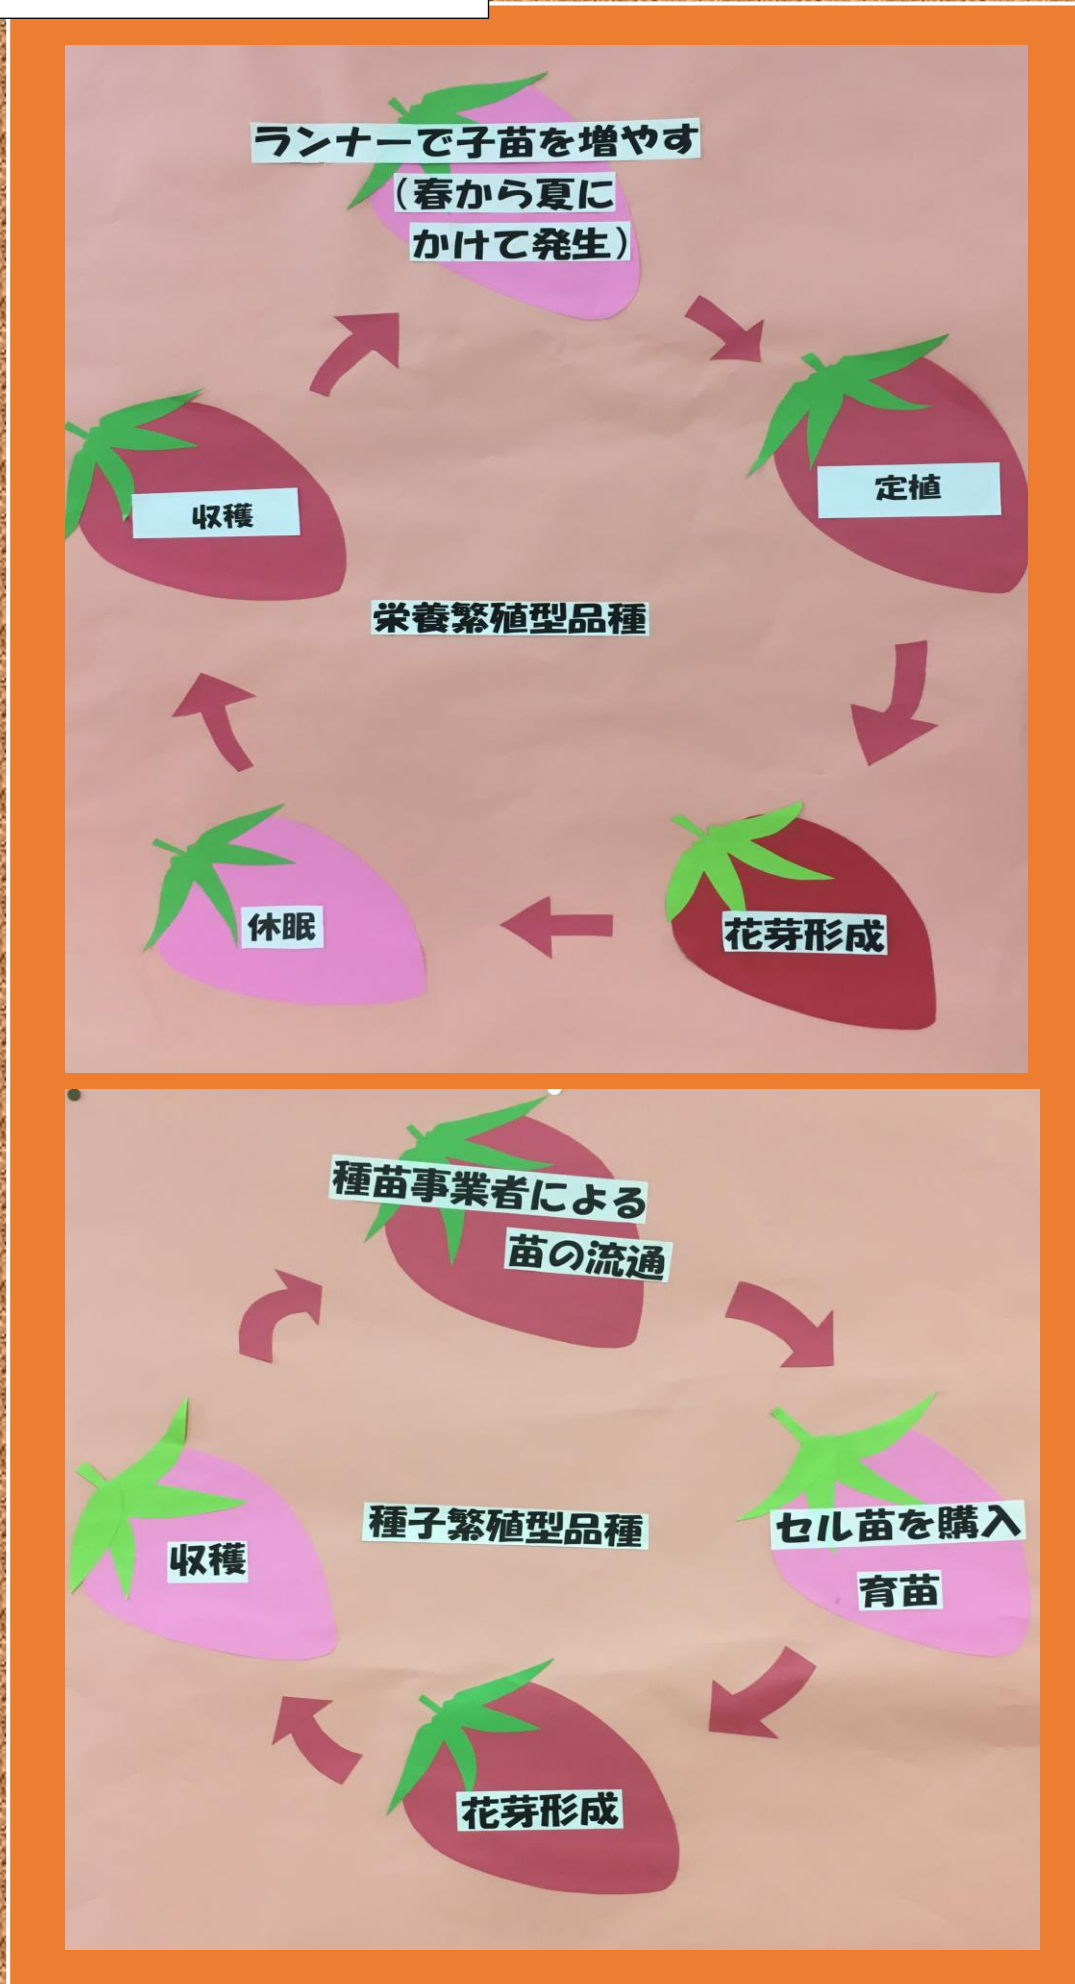 ランナーで子苗を増やす
(春から夏に
かけて発生)
定植
花芽形成
休眠
収穫
栄養繁殖型品種
種苗事業者による
苗の流通
セル苗を購入
育苗
花芽形成
収穫
種子繁殖型品種